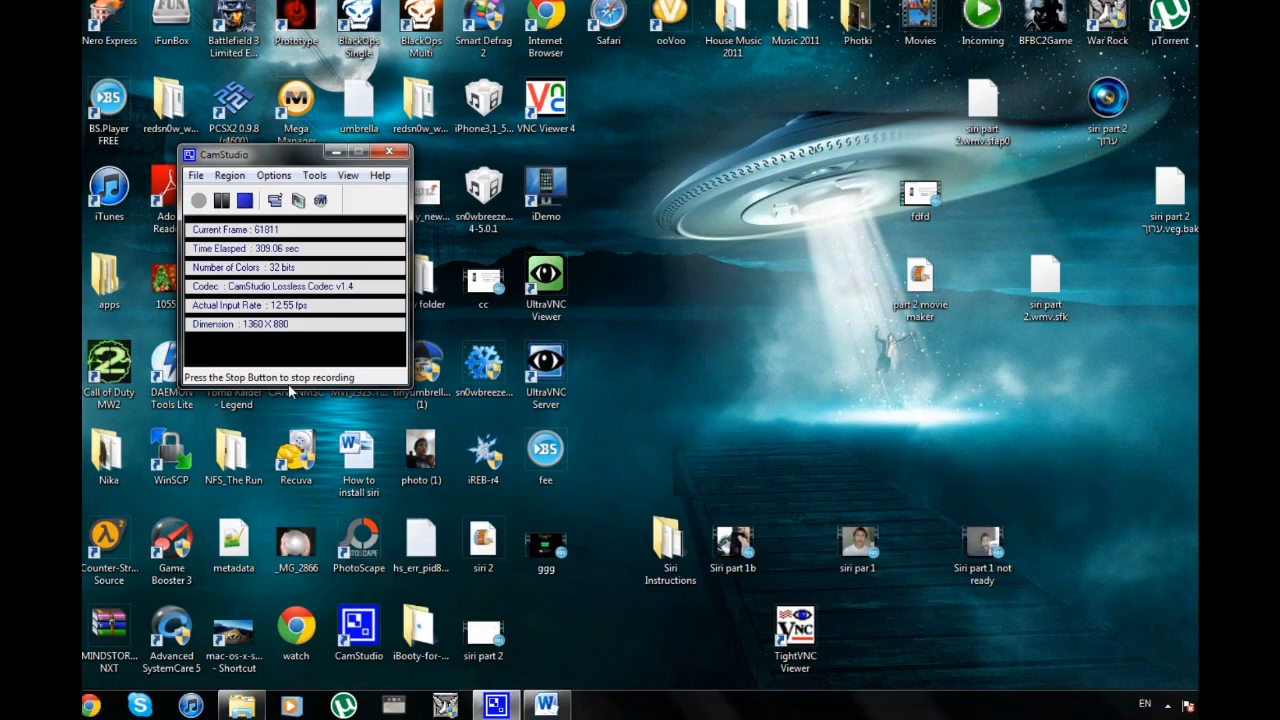 Nero Express
iFunBox
Battlefield 3
Limited E...
Prototype
BlackOps
Single
BlackOps
Multi
Smart Defrag
2
Internet
Browser
Safari
ooVoo
House Music
2011
Music 2011
Photki
Movies
Incoming
BFBC2Game
War Rock
µTorrent
BS.Player
FREE
redsn0w_w...
PCSX2 0.9.8
(r4600)
Mega
Manager
umbrella
redsn0w_w...
iPhone3,1_5...
VNC Viewer 4
siri part
2.wmv.sfap0
siri part 2
ערוך
CamStudio
File Region Options Tools View Help
Current Frame : 61811
Time Elasped : 309.06 sec
Number of Colors : 32 bits
Codec : CamStudio Lossless Codec v1.4
Actual Input Rate : 12.55 fps
Dimension : 1360 X 880
Press the Stop Button to stop recording
iTunes
sn0wbreeze...
4-5.0.1
iDemo
fdfd
siri part 2
ערוך.veg.bak
apps
1055
folder
cc
UltraVNC
Viewer
part 2 movie
maker
siri part
2.wmv.sfk
Call of Duty
MW2
DAEMON
Tools Lite
Tomb Raider
- Legend
tinyumbrell...
(1)
sn0wbreeze...
UltraVNC
Server
Nika
WinSCP
NFS_The Run
Recuva
How to
install siri
photo (1)
iREB-r4
fee
Counter-Str...
Source
Game
Booster 3
metadata
_MG_2866
PhotoScape
hs_err_pid8...
siri 2
ggg
Siri
Instructions
Siri part 1b
siri par 1
Siri part 1 not
ready
MINDSTOR...
NXT
Advanced
SystemCare 5
mac-os-x-s...
- Shortcut
watch
CamStudio
iBooty-for-...
siri part 2
TightVNC
Viewer
EN